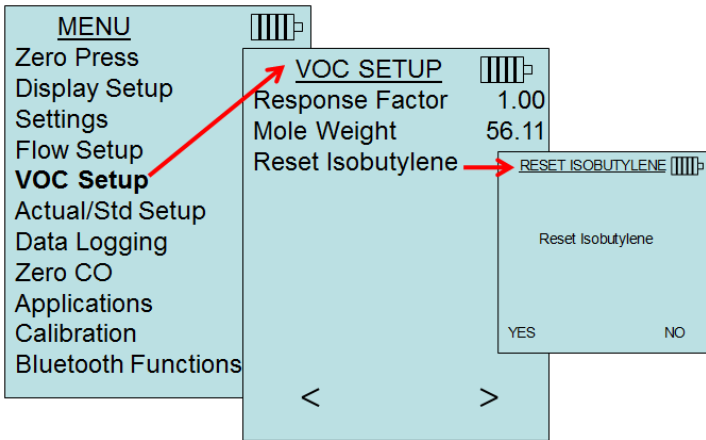 MENU
Zero Press
Display Setup
Settings
Flow Setup
VOC Setup
Actual/Std Setup
Data Logging
Zero CO
Applications
Calibration
Bluetooth Functions
VOC SETUP
Response Factor 1.00
Mole Weight 56.11
Reset Isobutylene
< >
RESET ISOBUTYLENE
Reset Isobutylene
YES NO